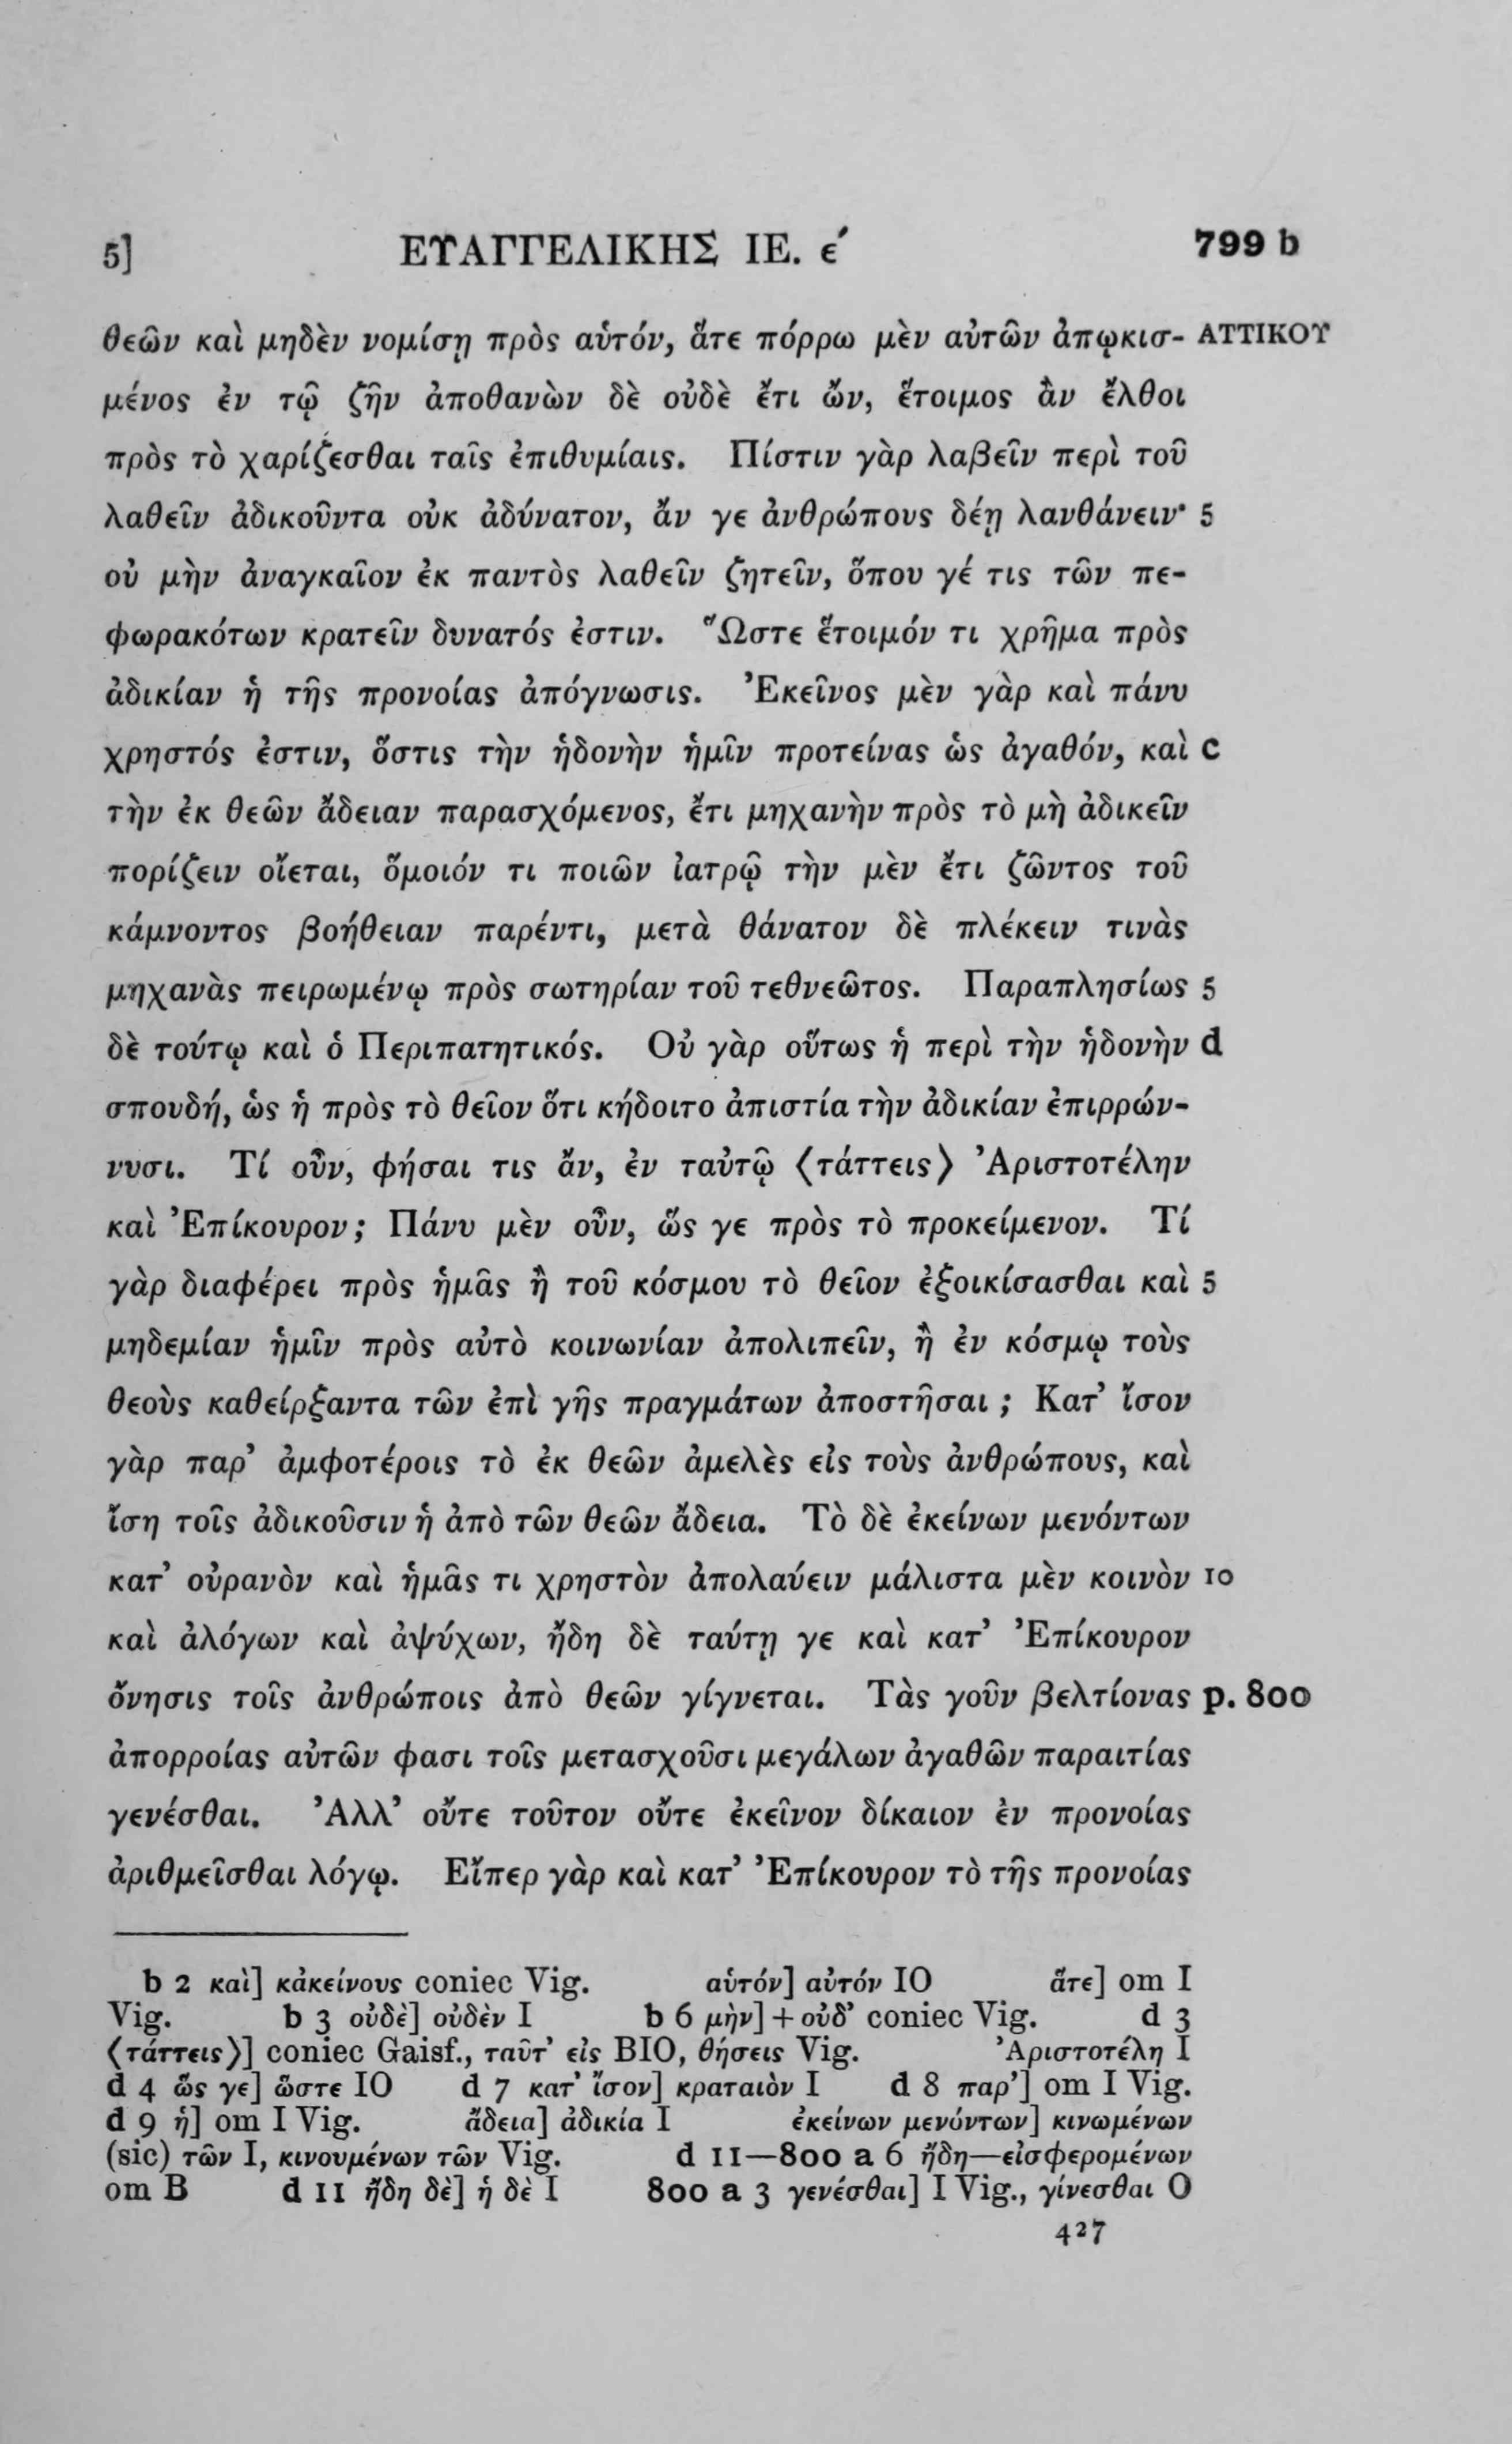 5] ΕΥΑΓΓΕΛΙΚΗΣ ΙΕ. έ 799 b
θεῶν καὶ μηδὲν νομίσῃ πρὸς αὑτόν, ἅτε πόρρω μὲν αὐτῶν ἀπῳκισ- ΑΤΤΙΚΟΥ
μένος ἐν τῷ ζῆν ἀποθανὼν δὲ οὐδὲ ἔτι ὤν, ἕτοιμος ἂν ἔλθοι
πρὸς τὸ χαρίζεσθαι ταῖς ἐπιθυμίαις. Πίστιν γὰρ λαβεῖν περὶ τοῦ
λαθεῖν ἀδικοῦντα οὐκ ἀδύνατον, ἄν γε ἀνθρώπους δέῃ λανθάνειν· 5
οὐ μὴν ἀναγκαῖον ἐκ παντὸς λαθεῖν ζητεῖν, ὅπου γέ τις τῶν πε-
φωρακότων κρατεῖν δυνατός ἐστιν. Ὥστε ἕτοιμόν τι χρῆμα πρὸς
ἀδικίαν ἡ τῆς προνοίας ἀπόγνωσις. Ἐκεῖνος μὲν γὰρ καὶ πάνυ
χρηστός ἐστιν, ὅστις τὴν ἡδονὴν ἡμῖν προτείνας ὡς ἀγαθόν, καὶ c
τὴν ἐκ θεῶν ἄδειαν παρασχόμενος, ἔτι μηχανὴν πρὸς τὸ μὴ ἀδικεῖν
πορίζειν οἴεται, ὅμοιόν τι ποιῶν ἰατρῷ τὴν μὲν ἔτι ζῶντος τοῦ
κάμνοντος βοήθειαν παρέντι, μετὰ θάνατον δὲ πλέκειν τινὰς
μηχανὰς πειρωμένῳ πρὸς σωτηρίαν τοῦ τεθνεῶτος. Παραπλησίως 5
δὲ τούτῳ καὶ ὁ Περιπατητικός. Οὐ γὰρ οὕτως ἡ περὶ τὴν ἡδονὴν d
σπουδή, ὡς ἡ πρὸς τὸ θεῖον ὅτι κήδοιτο ἀπιστία τὴν ἀδικίαν ἐπιρρών-
νυσι. Τί οὖν, φήσαι τις ἄν, ἐν ταὐτῷ ⟨τάττεις⟩ Ἀριστοτέλην
καὶ Ἐπίκουρον; Πάνυ μὲν οὖν, ὥς γε πρὸς τὸ προκείμενον. Τί
γὰρ διαφέρει πρὸς ἡμᾶς ἢ τοῦ κόσμου τὸ θεῖον ἐξοικίσασθαι καὶ 5
μηδεμίαν ἡμῖν πρὸς αὐτὸ κοινωνίαν ἀπολιπεῖν, ἢ ἐν κόσμῳ τοὺς
θεοὺς καθείρξαντα τῶν ἐπὶ γῆς πραγμάτων ἀποστῆσαι; Κατ’ ἴσον
γὰρ παρ’ ἀμφοτέροις τὸ ἐκ θεῶν ἀμελὲς εἰς τοὺς ἀνθρώπους, καὶ
ἴση τοῖς ἀδικοῦσιν ἡ ἀπὸ τῶν θεῶν ἄδεια. Τὸ δὲ ἐκείνων μενόντων
κατ’ οὐρανὸν καὶ ἡμᾶς τι χρηστὸν ἀπολαύειν μάλιστα μὲν κοινὸν 10
καὶ ἀλόγων καὶ ἀψύχων, ἤδη δὲ ταύτῃ γε καὶ κατ’ Ἐπίκουρον
ὄνησις τοῖς ἀνθρώποις ἀπὸ θεῶν γίγνεται. Τὰς γοῦν βελτίονας p. 800
ἀπορροίας αὐτῶν φασι τοῖς μετασχοῦσι μεγάλων ἀγαθῶν παραιτίας
γενέσθαι. Ἀλλ’ οὔτε τοῦτον οὔτε ἐκεῖνον δίκαιον ἐν προνοίας
ἀριθμεῖσθαι λόγῳ. Εἴπερ γὰρ καὶ κατ’ Ἐπίκουρον τὸ τῆς προνοίας
b 2 καὶ] κἀκείνους coniec Vig. αὑτόν] αὐτόν IO ἅτε] om I
Vig. b 3 οὐδὲ] οὐδὲν I b 6 μὴν] + οὐδ’ coniec Vig. d 3
⟨τάττεις⟩] coniec Gaisf., ταῦτ’ εἰς BIO, θήσεις Vig. Ἀριστοτέλη I
d 4 ὥς γε] ὥστε IO d 7 κατ’ ἴσον] κραταιὸν I d 8 παρ’] om I Vig.
d 9 ἡ] om I Vig. ἄδεια] ἀδικία I ἐκείνων μενόντων] κινωμένων
(sic) τῶν I, κινουμένων τῶν Vig. d 11—800 a 6 ἤδη—εἰσφερομένων
om B d 11 ἤδη δὲ] ἡ δὲ I 800 a 3 γενέσθαι] I Vig., γίνεσθαι O
427